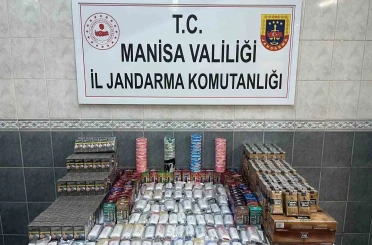 T.C.
MANİSA VALİLİĞİ
İL JANDARMA KOMUTANLIĞI